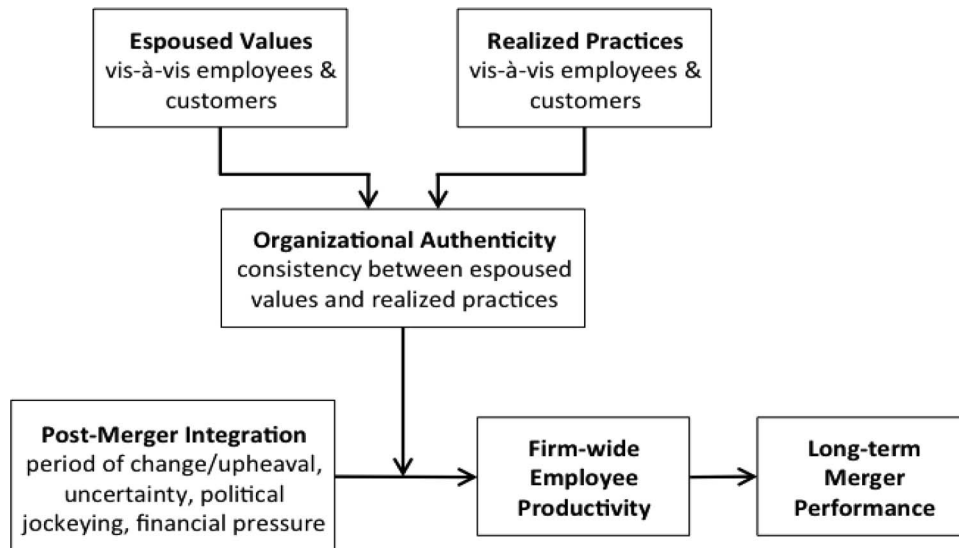 Espoused Values
vis-à-vis employees &
customers
Realized Practices
vis-à-vis employees &
customers
Organizational Authenticity
consistency between espoused
values and realized practices
Post-Merger Integration
period of change/upheaval,
uncertainty, political
jockeying, financial pressure
Firm-wide
Employee
Productivity
Long-term
Merger
Performance